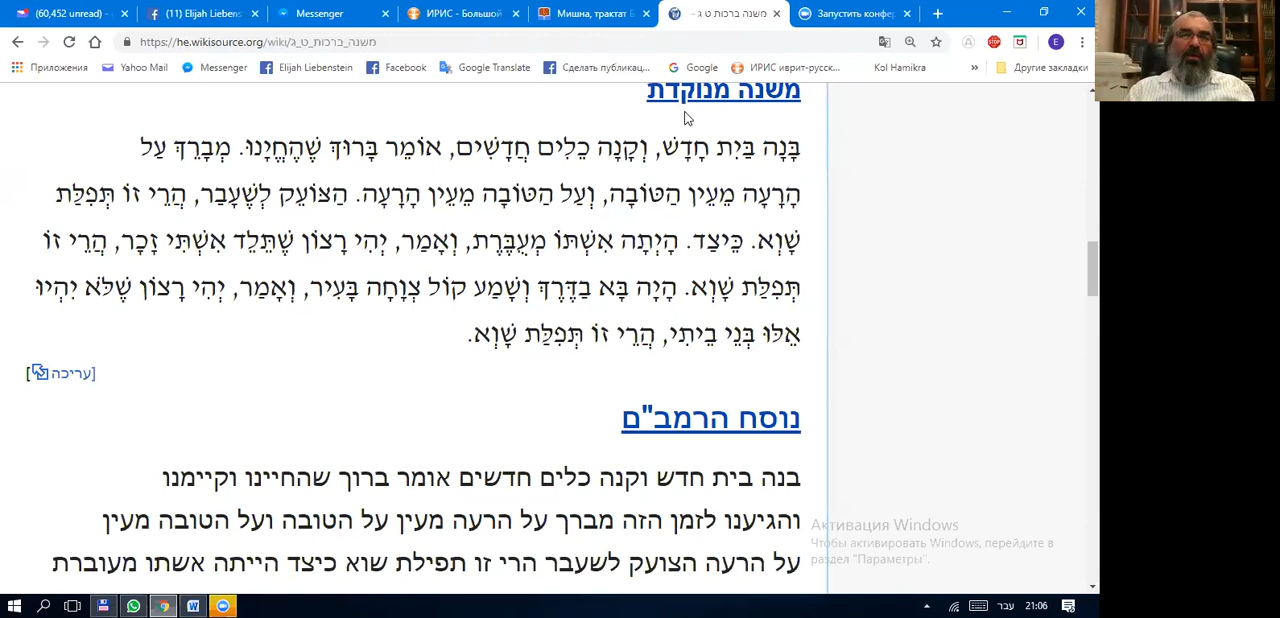 (60,452 unread) -
(11) Elijah Libens
Messenger
ИРИС - Большой
Мишна, трактат Б
משנה ברכות ט ג –
Запустить конфер
https://he.wikisource.org/wiki/משנה_ברכות_ט_ג
E
Приложения
Yahoo Mail
Messenger
Elijah Liebenstein
Facebook
Google Translate
Сделать публикац...
Google
ИРИС иврит-русск...
Kol Hamikra
»
Другие закладки
משנה מנוקדת
בָּנָה בַּיִת חָדָשׁ, וְקָנָה כֵלִים חֲדָשִׁים, אוֹמֵר בָּרוּךְ שֶׁהֶחֱיָנוּ. מְבָרֵךְ עַל
הָרָעָה מֵעֵין הַטּוֹבָה, וְעַל הַטּוֹבָה מֵעֵין הָרָעָה. הַצּוֹעֵק לְשֶׁעָבַר, הֲרֵי זוֹ תְּפִלַּת
שָׁוְא. כֵּיצַד. הָיְתָה אִשְׁתּוֹ מְעֻבֶּרֶת, וְאָמַר, יְהִי רָצוֹן שֶׁתֵּלֵד אִשְׁתִּי זָכָר, הֲרֵי זוֹ
תְּפִלַּת שָׁוְא. הָיָה בָּא בַדֶּרֶךְ וְשָׁמַע קוֹל צְוָחָה בָּעִיר, וְאָמַר, יְהִי רָצוֹן שֶׁלֹּא יִהְיוּ
אֵלּוּ בְּנֵי בֵיתִי, הֲרֵי זוֹ תְּפִלַּת שָׁוְא.
[עריכה]
נוסח הרמב"ם
בנה בית חדש וקנה כלים חדשים אומר ברוך שהחיינו וקיימנו
והגיענו לזמן הזה מברך על הרעה מעין על הטובה ועל הטובה מעין
על הרעה הצועק לשעבר הרי זו תפילת שוא כיצד הייתה אשתו מעוברת
Активация Windows
Чтобы активировать Windows, перейдите в
раздел "Параметры".
עבר
21:06